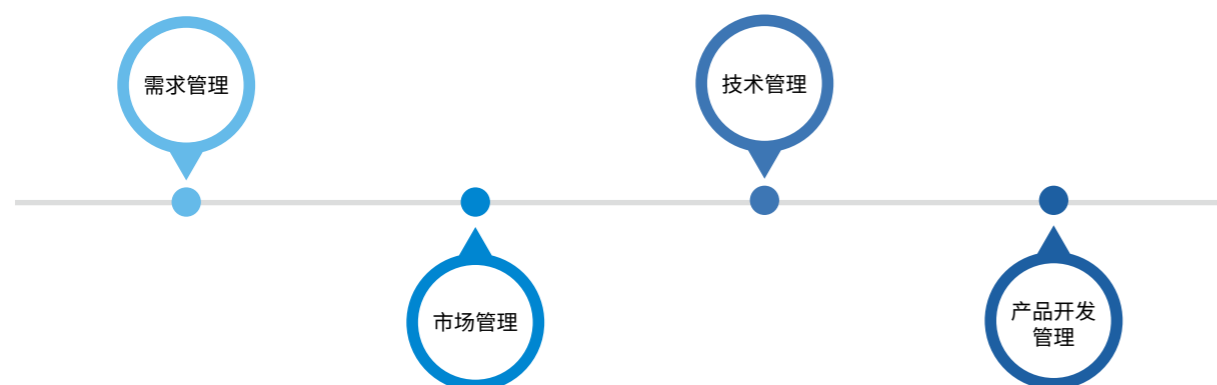 需求管理
市场管理
技术管理
产品开发
管理